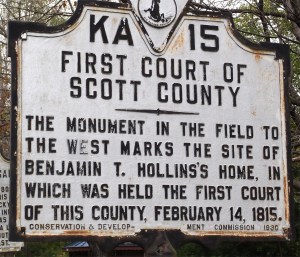 KA 15
FIRST COURT OF
SCOTT COUNTY
THE MONUMENT IN THE FIELD TO
THE WEST MARKS THE SITE OF
BENJAMIN T. HOLLINS'S HOME, IN
WHICH WAS HELD THE FIRST COURT
OF THIS COUNTY, FEBRUARY 14, 1815.
CONSERVATION & DEVELOPMENT COMMISSION 1930